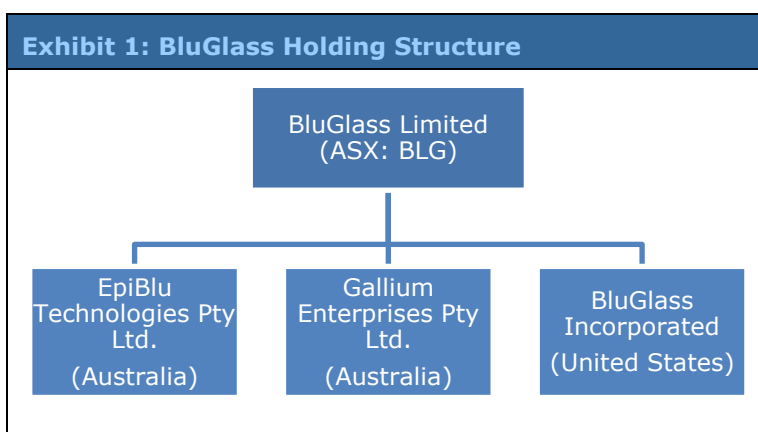 Exhibit 1: BluGlass Holding Structure
BluGlass Limited
(ASX: BLG)
EpiBlu
Technologies Pty
Ltd.
(Australia)
Gallium
Enterprises Pty
Ltd.
(Australia)
BluGlass
Incorporated
(United States)